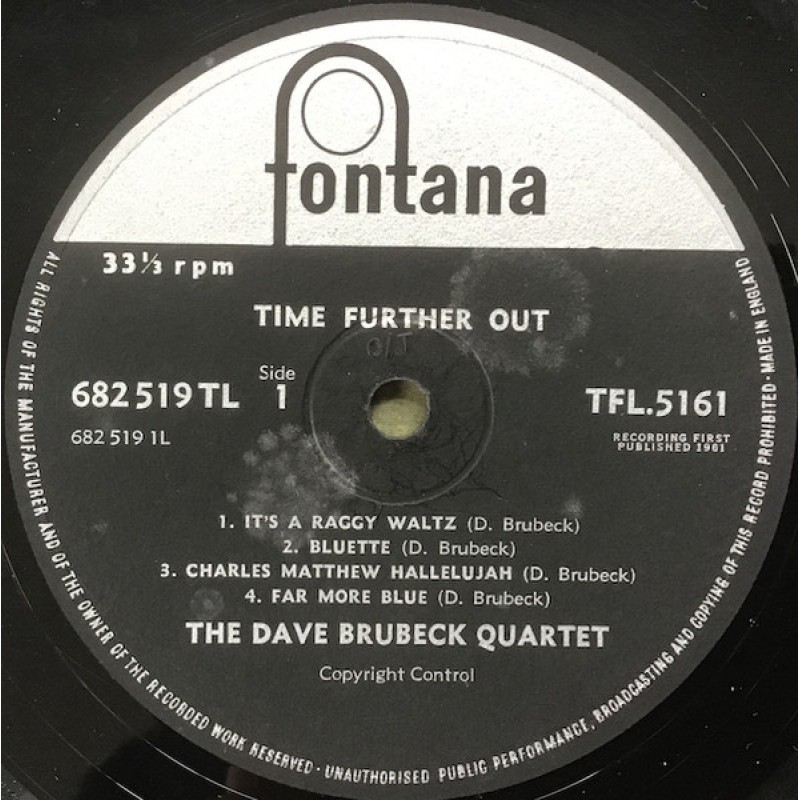 fontana
33⅓ rpm
TIME FURTHER OUT
O/T
682 519 TL
Side
1
TFL.5161
682 519 1L
RECORDING FIRST
PUBLISHED 1961
1. IT'S A RAGGY WALTZ (D. Brubeck)
2. BLUETTE (D. Brubeck)
3. CHARLES MATTHEW HALLELUJAH (D. Brubeck)
4. FAR MORE BLUE (D. Brubeck)
THE DAVE BRUBECK QUARTET
Copyright Control
ALL RIGHTS OF THE MANUFACTURER AND OF THE OWNER OF THE RECORDED WORK RESERVED · UNAUTHORISED PUBLIC PERFORMANCE, BROADCASTING AND COPYING OF THIS RECORD PROHIBITED · MADE IN ENGLAND